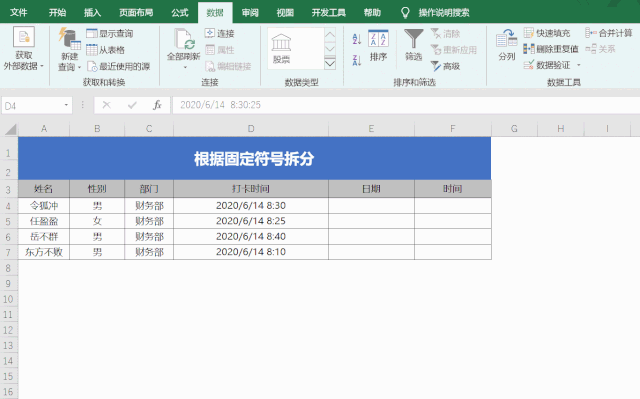 文件 开始 插入 页面布局 公式 数据 审阅 视图 开发工具 帮助 操作说明搜索
获取
外部数据
新建
查询
显示查询
从表格
最近使用的源
获取和转换
全部刷新
连接
属性
编辑链接
连接
股票
数据类型
排序
筛选
清除
重新应用
高级
排序和筛选
分列
快速填充
删除重复值
数据验证
合并计算
关系
数据工具
D4 fx 2020/6/14 8:30:25
A B C D E F G H I
1
2
根据固定符号拆分
3 姓名 性别 部门 打卡时间 日期 时间
4 令狐冲 男 财务部 2020/6/14 8:30
5 任盈盈 女 财务部 2020/6/14 8:25
6 岳不群 男 财务部 2020/6/14 8:40
7 东方不败 男 财务部 2020/6/14 8:10
8
9
10
11
12
13
14
15
16